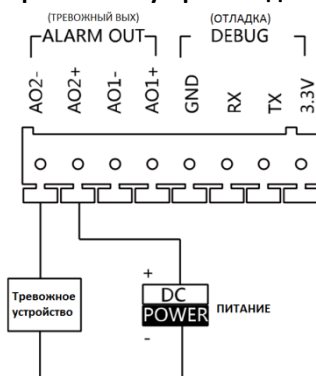 (ТРЕВОЖНЫЙ ВЫХ) (ОТЛАДКА)
ALARM OUT DEBUG
AO2- AO2+ AO1- AO1+ GND RX TX 3.3V
+
Тревожное DC
устройство POWER ПИТАНИЕ
-